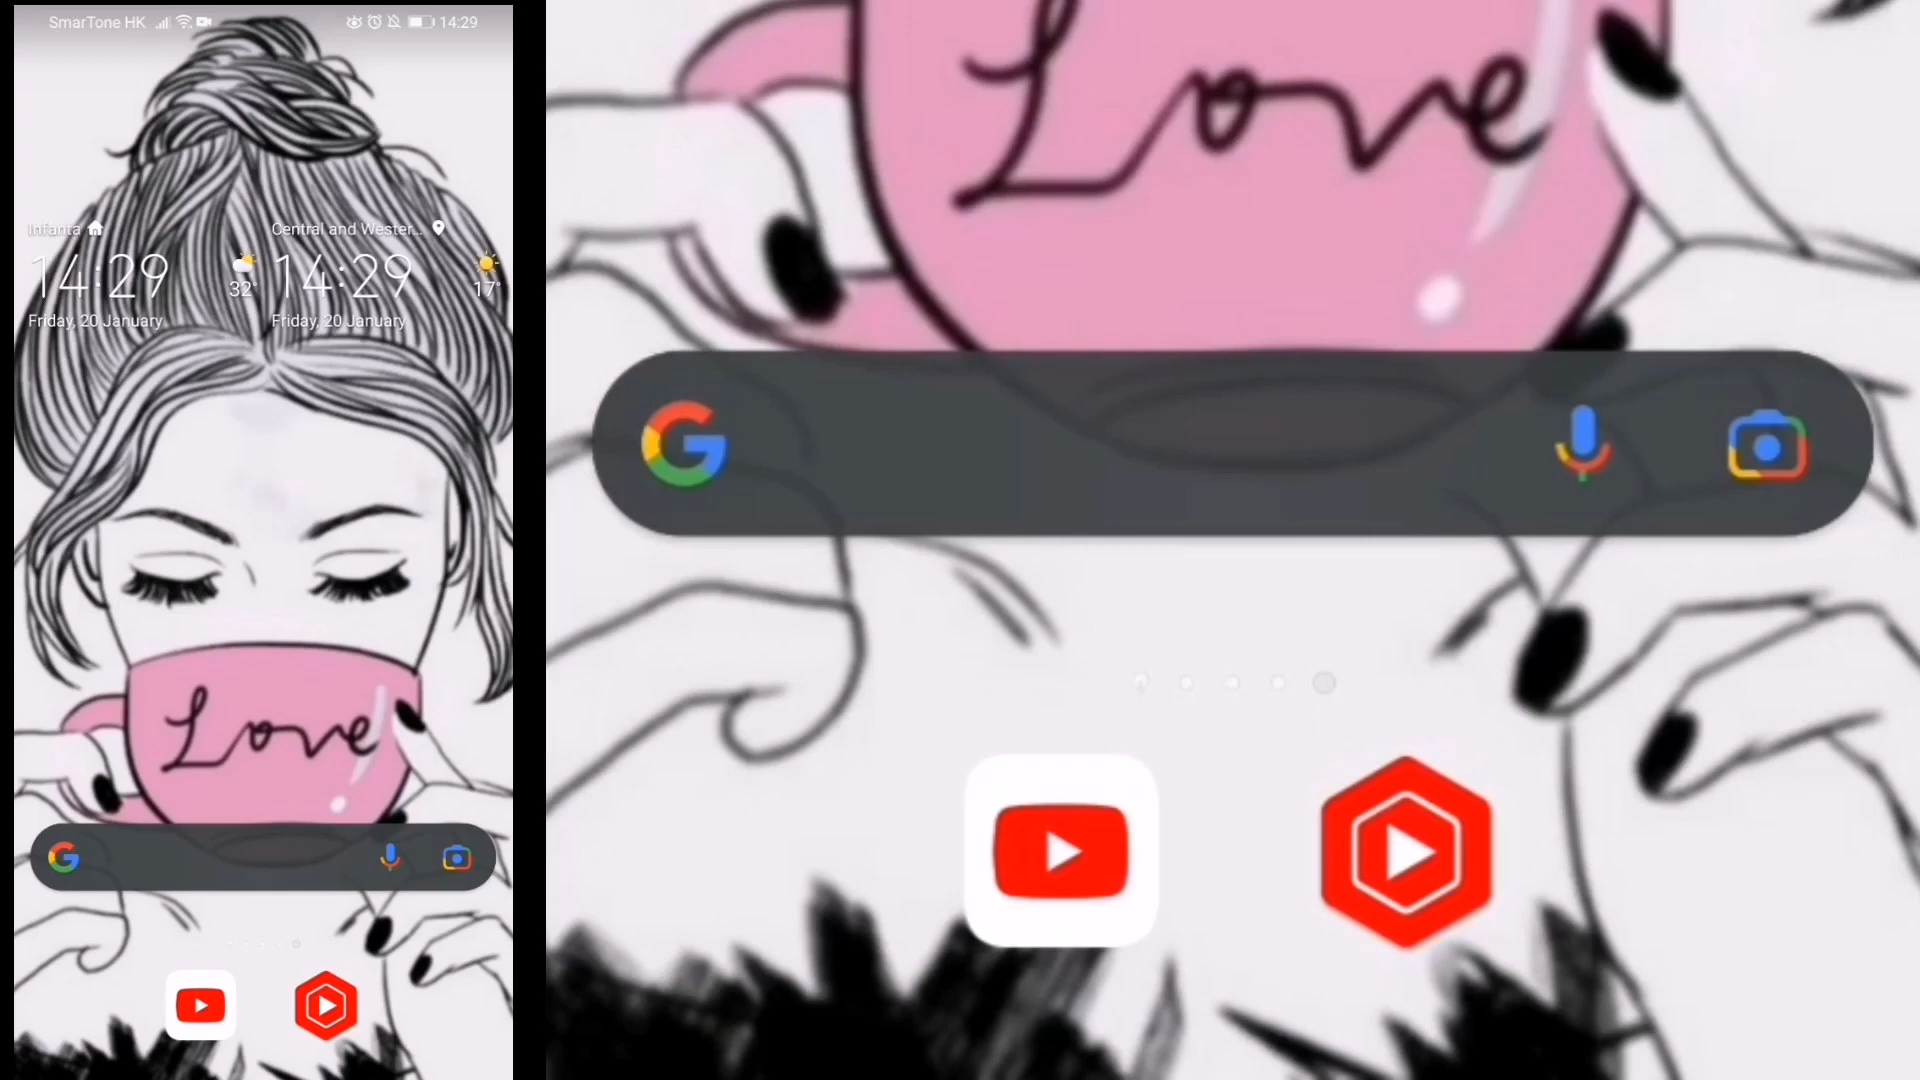 SmarTone HK
14:29
Infanta
Central and Wester...
14:29
32°
14:29
17°
Friday, 20 January
Friday, 20 January
Love
Love